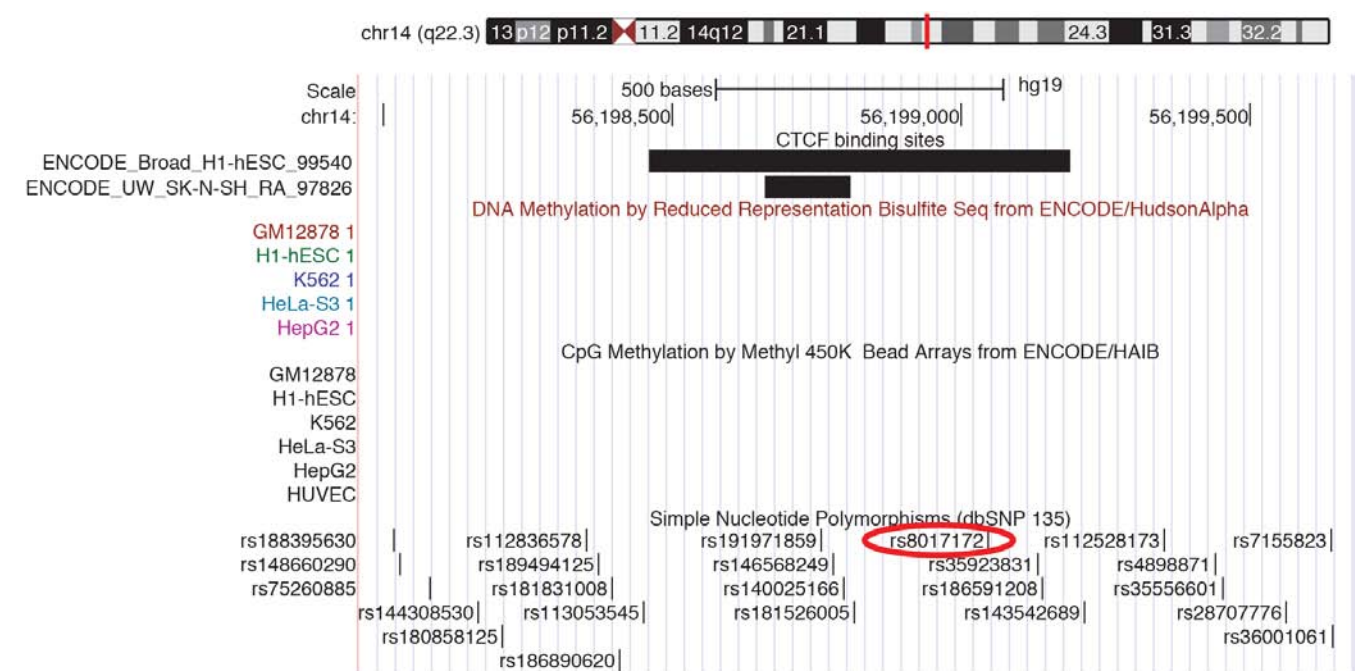 chr14 (q22.3) 13 p12 p11.2 11.2 14q12 21.1 24.3 31.3 32.2
Scale 500 bases hg19
chr14: 56,198,500 56,199,000 56,199,500
CTCF binding sites
ENCODE_Broad_H1-hESC_99540
ENCODE_UW_SK-N-SH_RA_97826
DNA Methylation by Reduced Representation Bisulfite Seq from ENCODE/HudsonAlpha
GM12878 1
H1-hESC 1
K562 1
HeLa-S3 1
HepG2 1
CpG Methylation by Methyl 450K Bead Arrays from ENCODE/HAIB
GM12878
H1-hESC
K562
HeLa-S3
HepG2
HUVEC
Simple Nucleotide Polymorphisms (dbSNP 135)
rs188395630 rs112836578 rs191971859 rs8017172 rs112528173 rs7155823
rs148660290 rs189494125 rs146568249 rs35923831 rs4898871
rs75260885 rs181831008 rs140025166 rs186591208 rs35556601
rs144308530 rs113053545 rs181526005 rs143542689 rs28707776
rs180858125 rs36001061
rs186890620